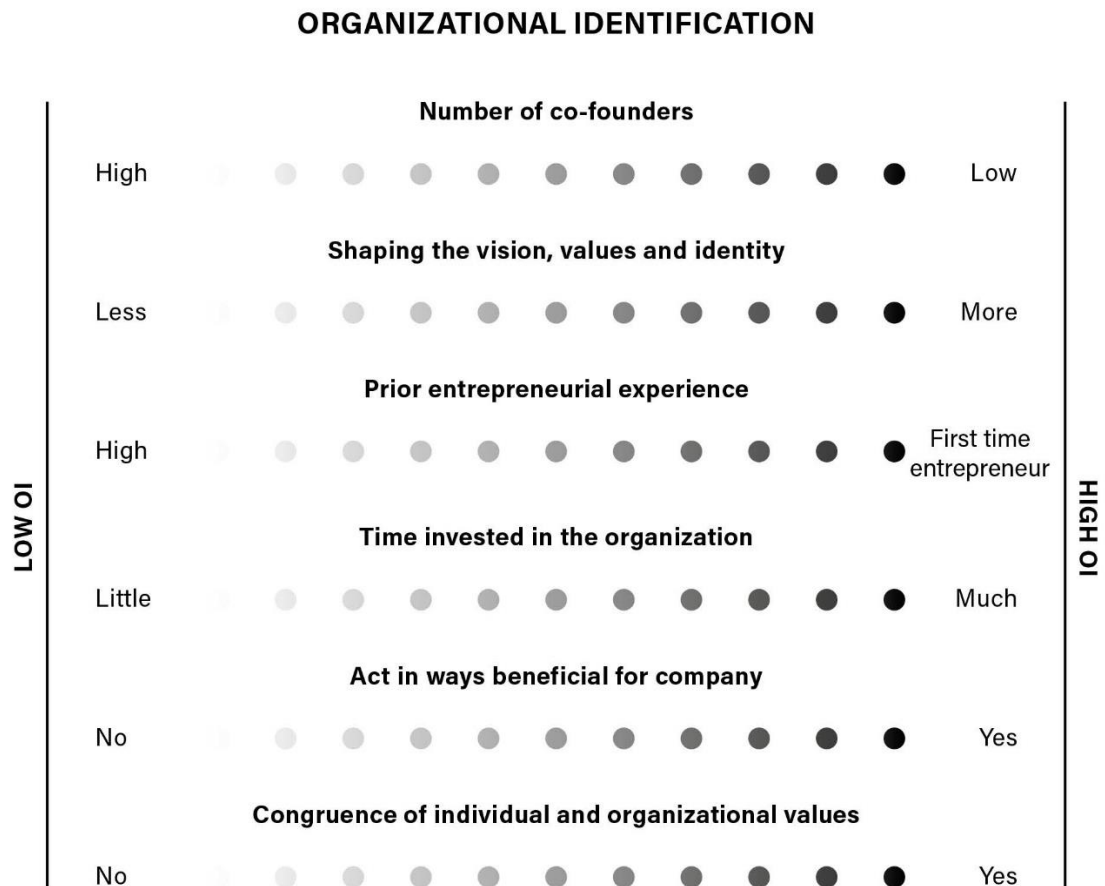 ORGANIZATIONAL IDENTIFICATION
Number of co-founders
High Low
Shaping the vision, values and identity
Less More
Prior entrepreneurial experience
High First time
entrepreneur
Time invested in the organization
Little Much
Act in ways beneficial for company
No Yes
Congruence of individual and organizational values
No Yes
LOW OI
HIGH OI